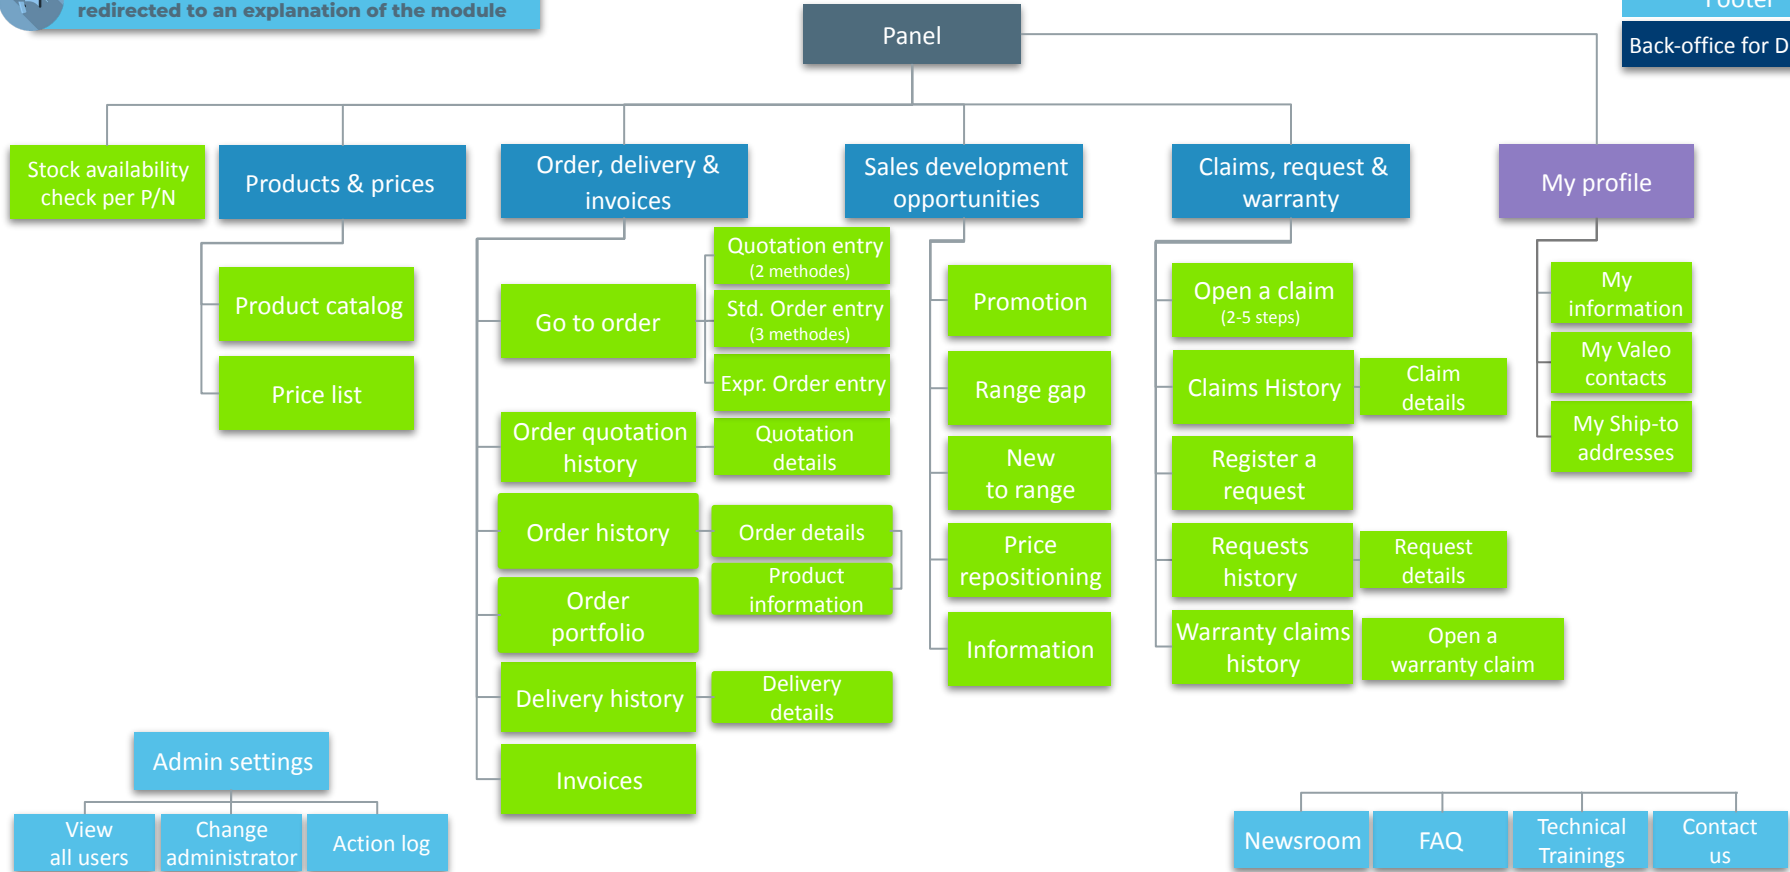 redirected to an explanation of the module
Footer
Back-office for D
Panel
Stock availability
check per P/N
Products & prices
Order, delivery &
invoices
Sales development
opportunities
Claims, request &
warranty
My profile
Product catalog
Price list
Go to order
Quotation entry
(2 methodes)
Std. Order entry
(3 methodes)
Expr. Order entry
Order quotation
history
Quotation
details
Order history
Order details
Product
information
Order
portfolio
Delivery history
Delivery
details
Invoices
Promotion
Range gap
New
to range
Price
repositioning
Information
Open a claim
(2-5 steps)
Claims History
Claim
details
Register a
request
Requests
history
Request
details
Warranty claims
history
Open a
warranty claim
My
information
My Valeo
contacts
My Ship-to
addresses
Admin settings
View
all users
Change
administrator
Action log
Newsroom
FAQ
Technical
Trainings
Contact
us